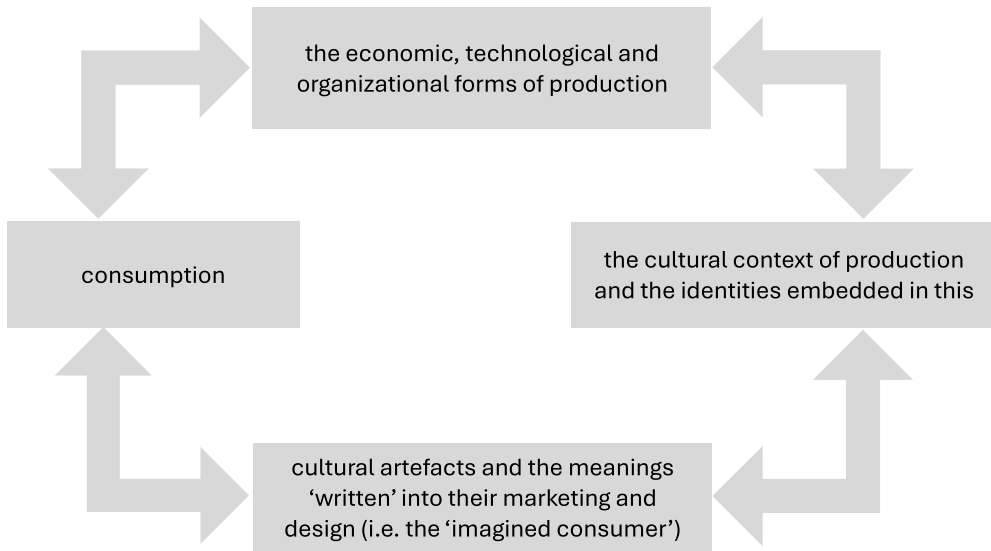 the economic, technological and
organizational forms of production
consumption
the cultural context of production
and the identities embedded in this
cultural artefacts and the meanings
‘written’ into their marketing and
design (i.e. the ‘imagined consumer’)